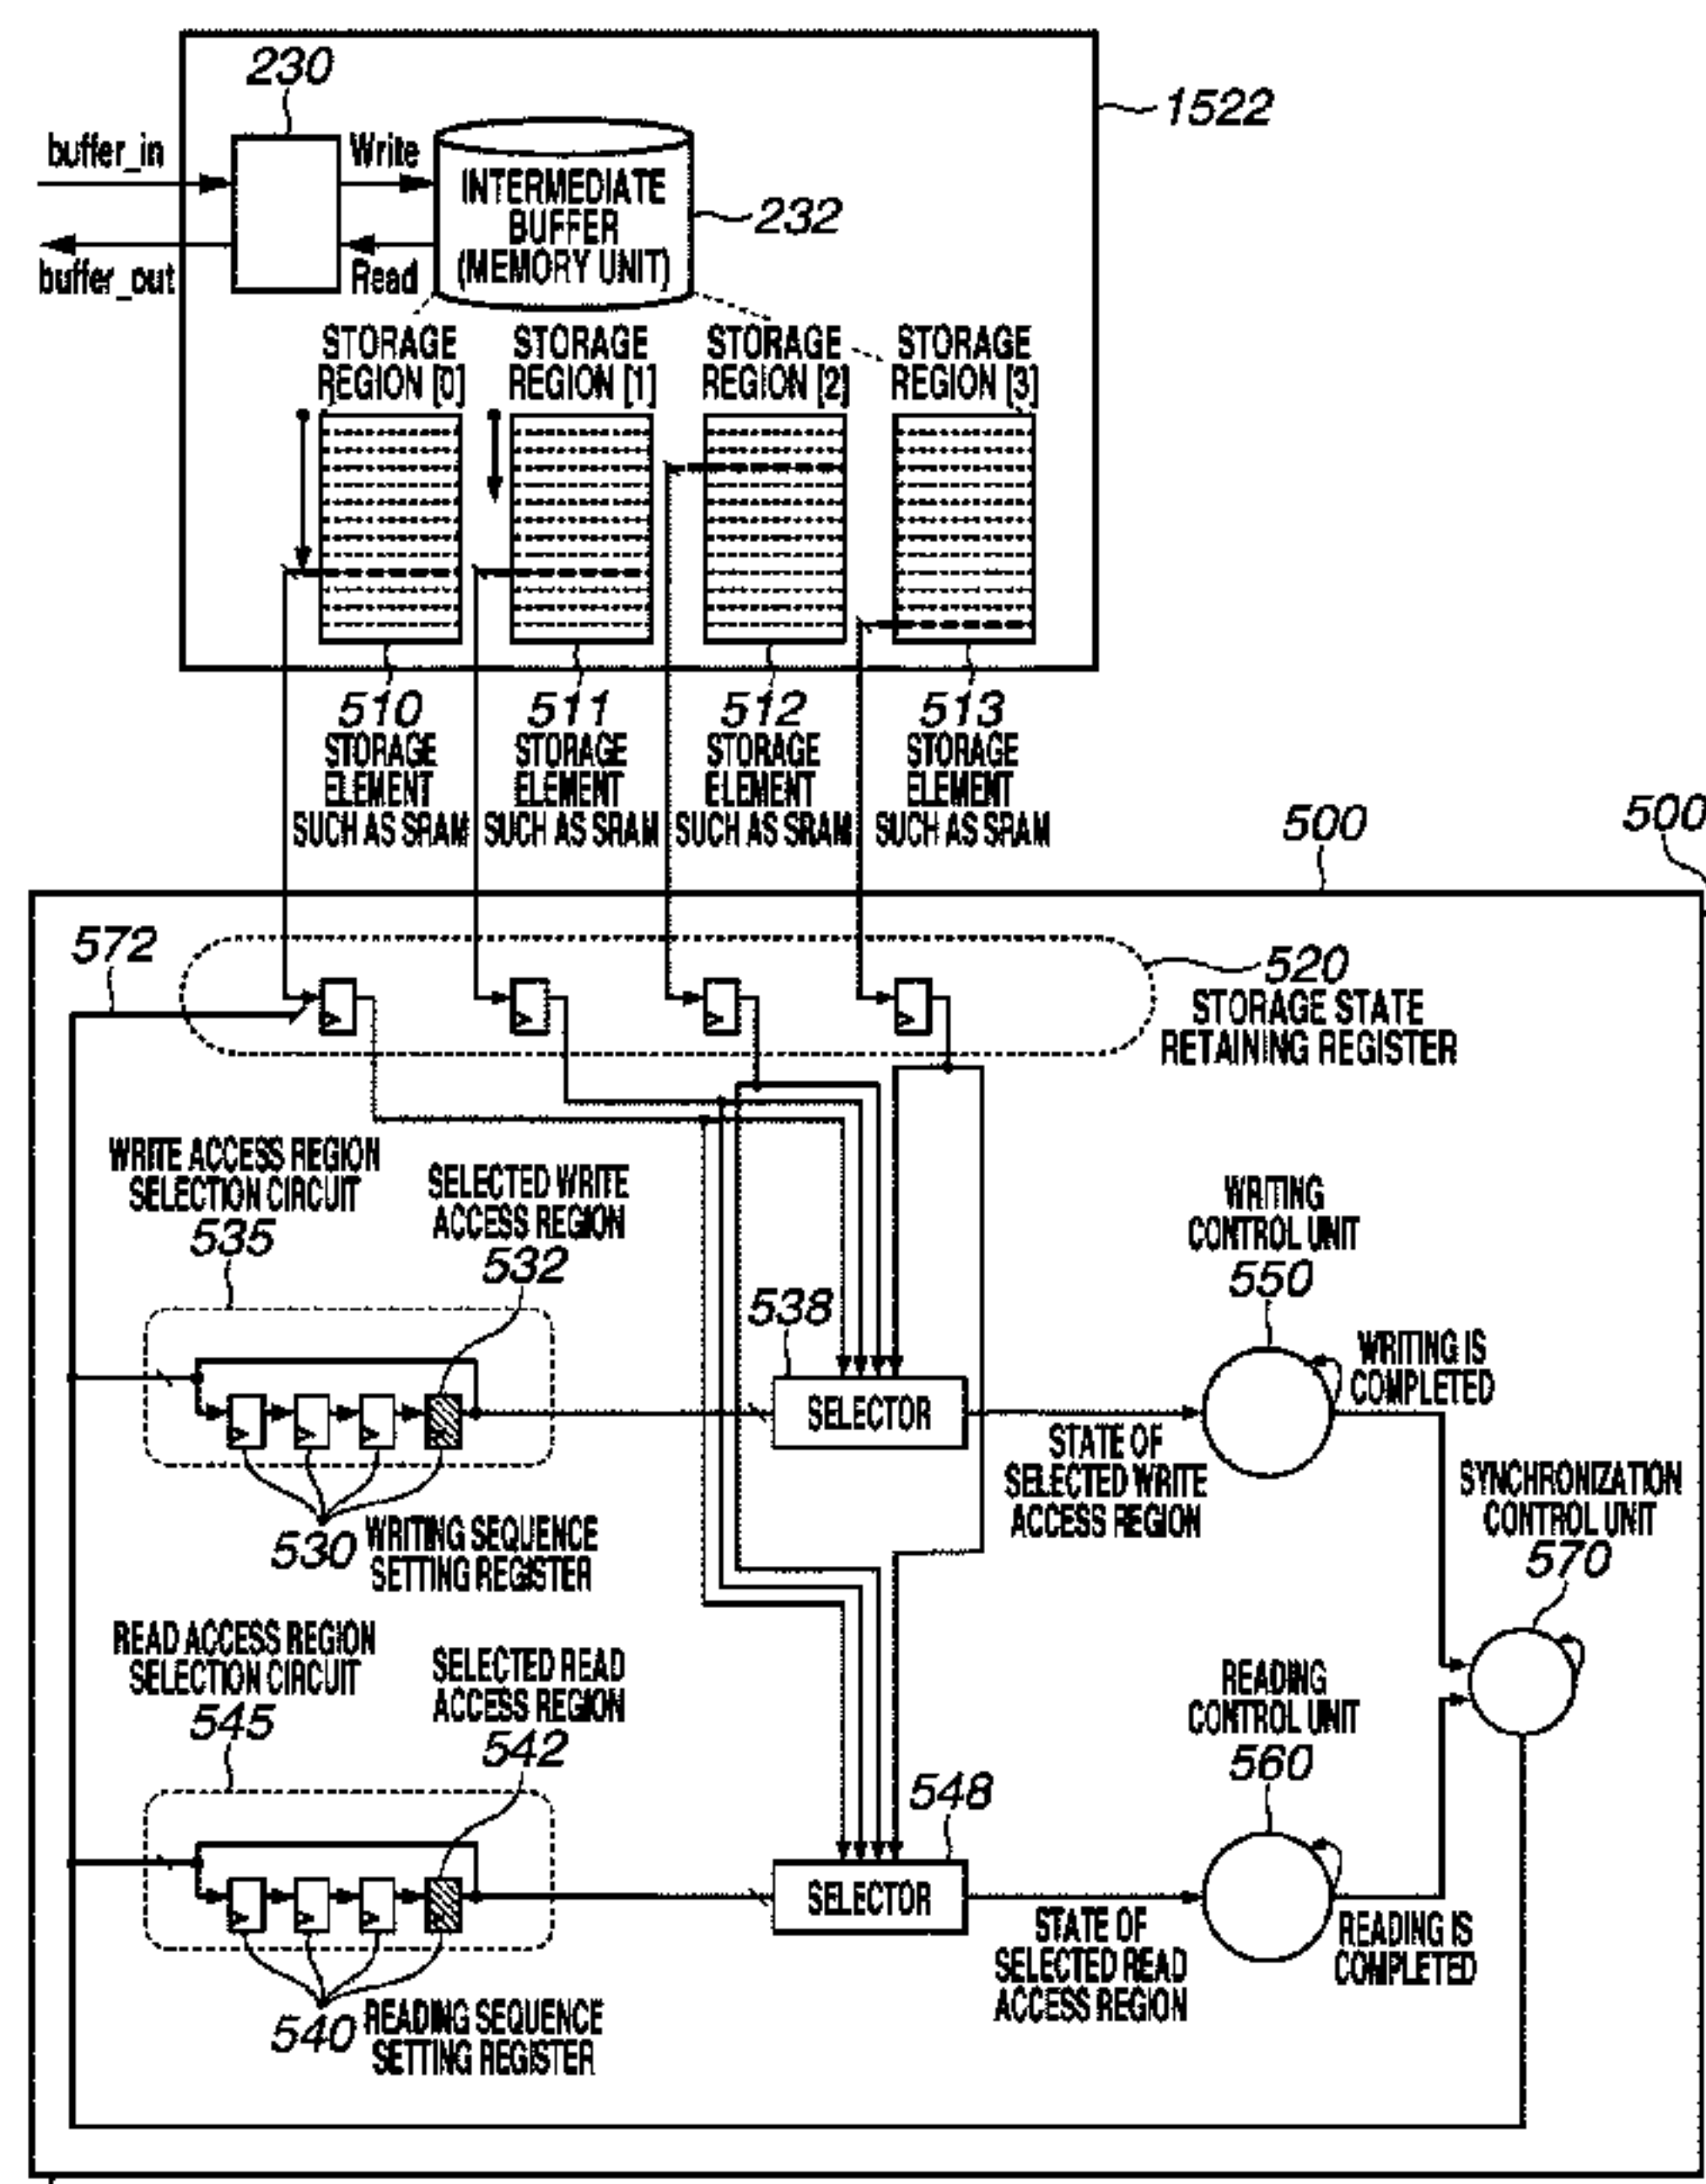 230
1522
buffer_in
Write
INTERMEDIATE
BUFFER
(MEMORY UNIT)
232
buffer_out
Read
STORAGE
REGION [0]
STORAGE
REGION [1]
STORAGE
REGION [2]
STORAGE
REGION [3]
510
STORAGE
ELEMENT
SUCH AS SRAM
511
STORAGE
ELEMENT
SUCH AS SRAM
512
STORAGE
ELEMENT
SUCH AS SRAM
513
STORAGE
ELEMENT
SUCH AS SRAM
500
500
572
520
STORAGE STATE
RETAINING REGISTER
WRITE ACCESS REGION
SELECTION CIRCUIT
535
SELECTED WRITE
ACCESS REGION
532
538
SELECTOR
WRITING
CONTROL UNIT
550
WRITING IS
COMPLETED
STATE OF
SELECTED WRITE
ACCESS REGION
530
WRITING SEQUENCE
SETTING REGISTER
SYNCHRONIZATION
CONTROL UNIT
570
READ ACCESS REGION
SELECTION CIRCUIT
545
SELECTED READ
ACCESS REGION
542
548
SELECTOR
READING
CONTROL UNIT
560
READING IS
COMPLETED
STATE OF
SELECTED READ
ACCESS REGION
540
READING SEQUENCE
SETTING REGISTER